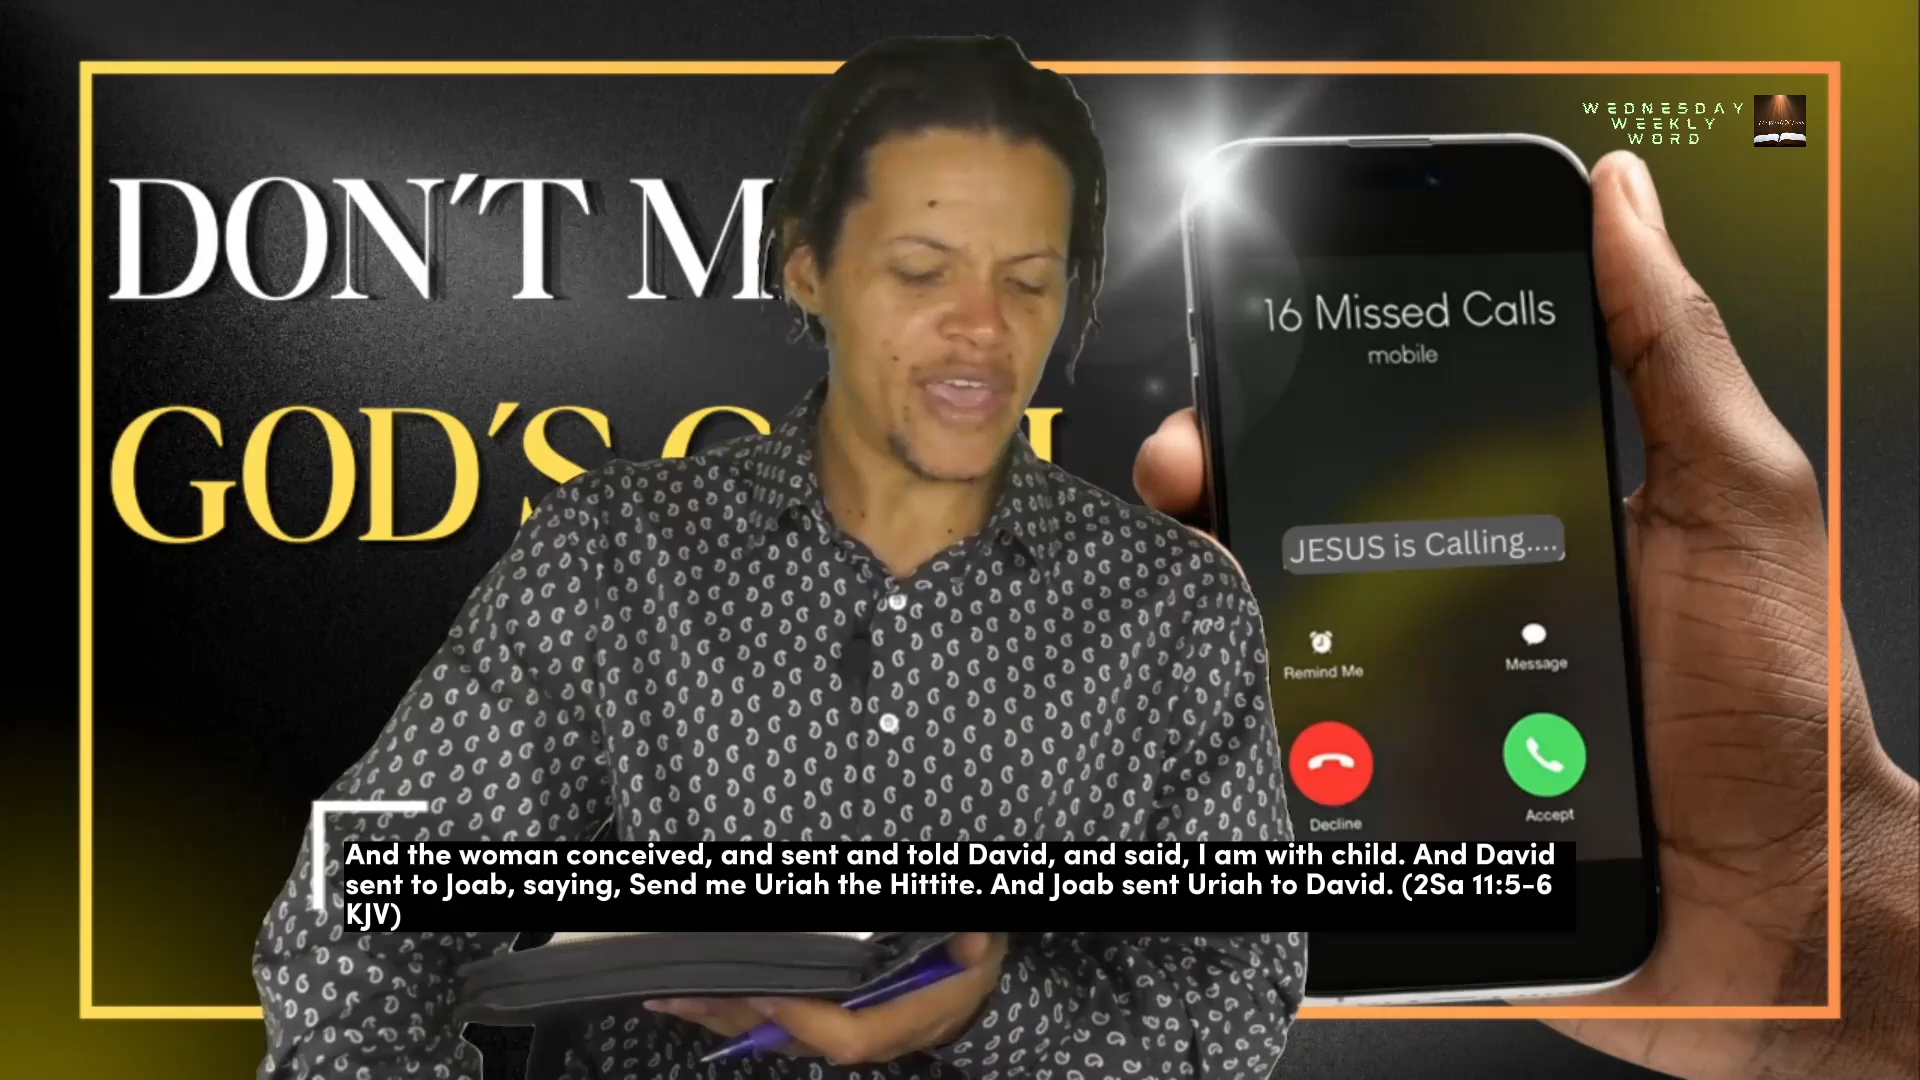 WEDNESDAY
WEEKLY
WORD
DON'T M
GOD'S
16 Missed Calls
mobile
JESUS is Calling....
Remind Me
Message
Decline
Accept
And the woman conceived, and sent and told David, and said, I am with child. And David
sent to Joab, saying, Send me Uriah the Hittite. And Joab sent Uriah to David. (2Sa 11:5-6
KJV)